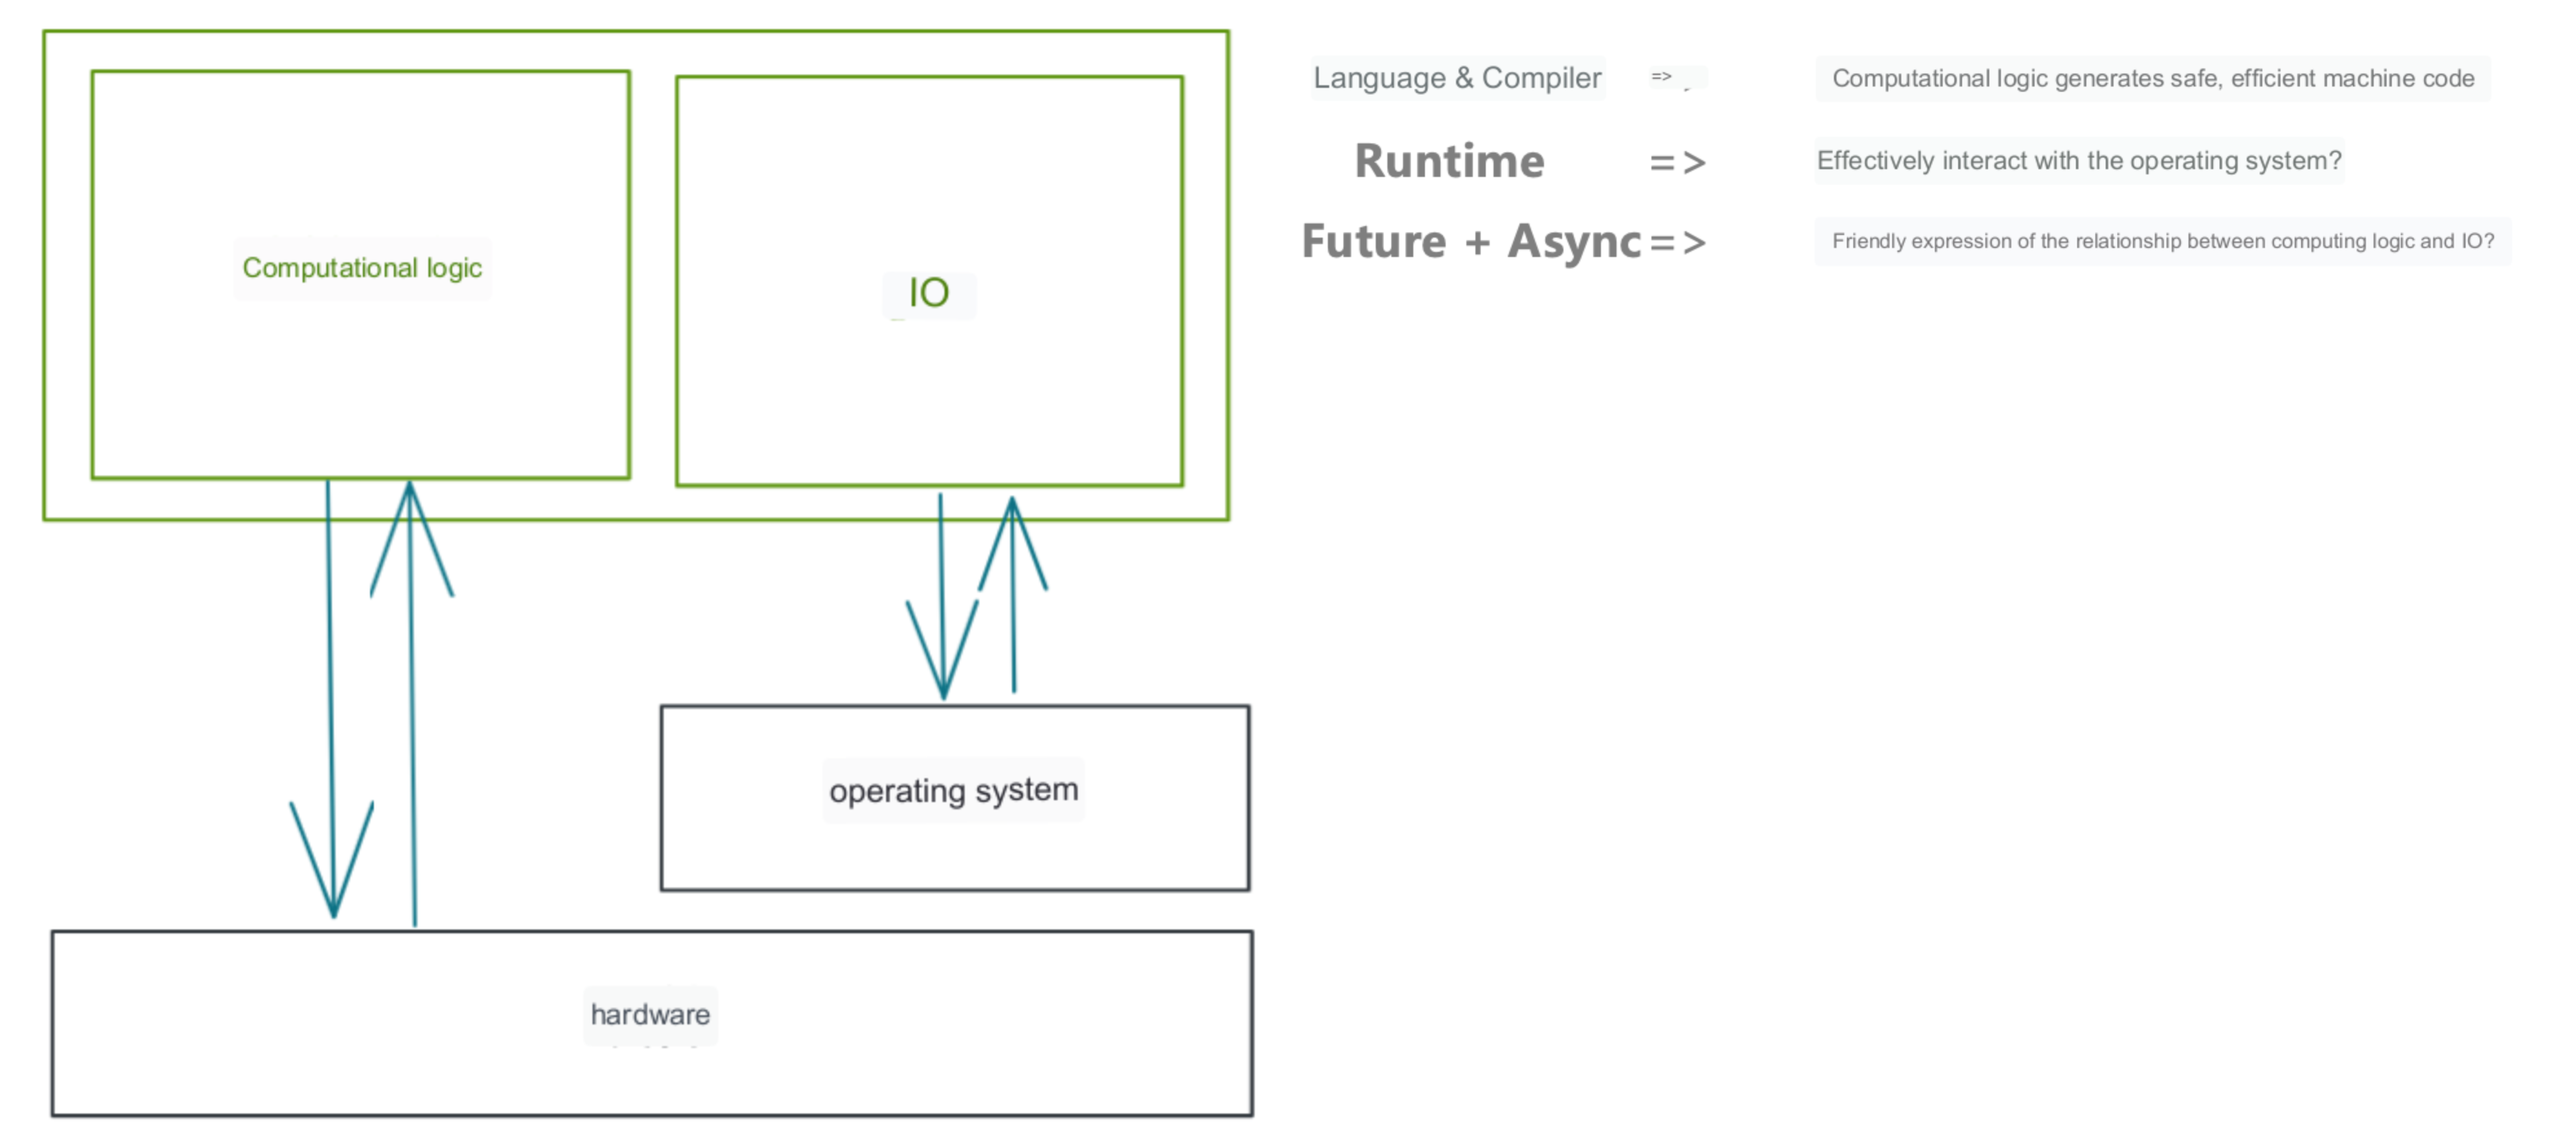 Language & Compiler => Computational logic generates safe, efficient machine code
Runtime => Effectively interact with the operating system?
Future + Async => Friendly expression of the relationship between computing logic and IO?
Computational logic
IO
operating system
hardware